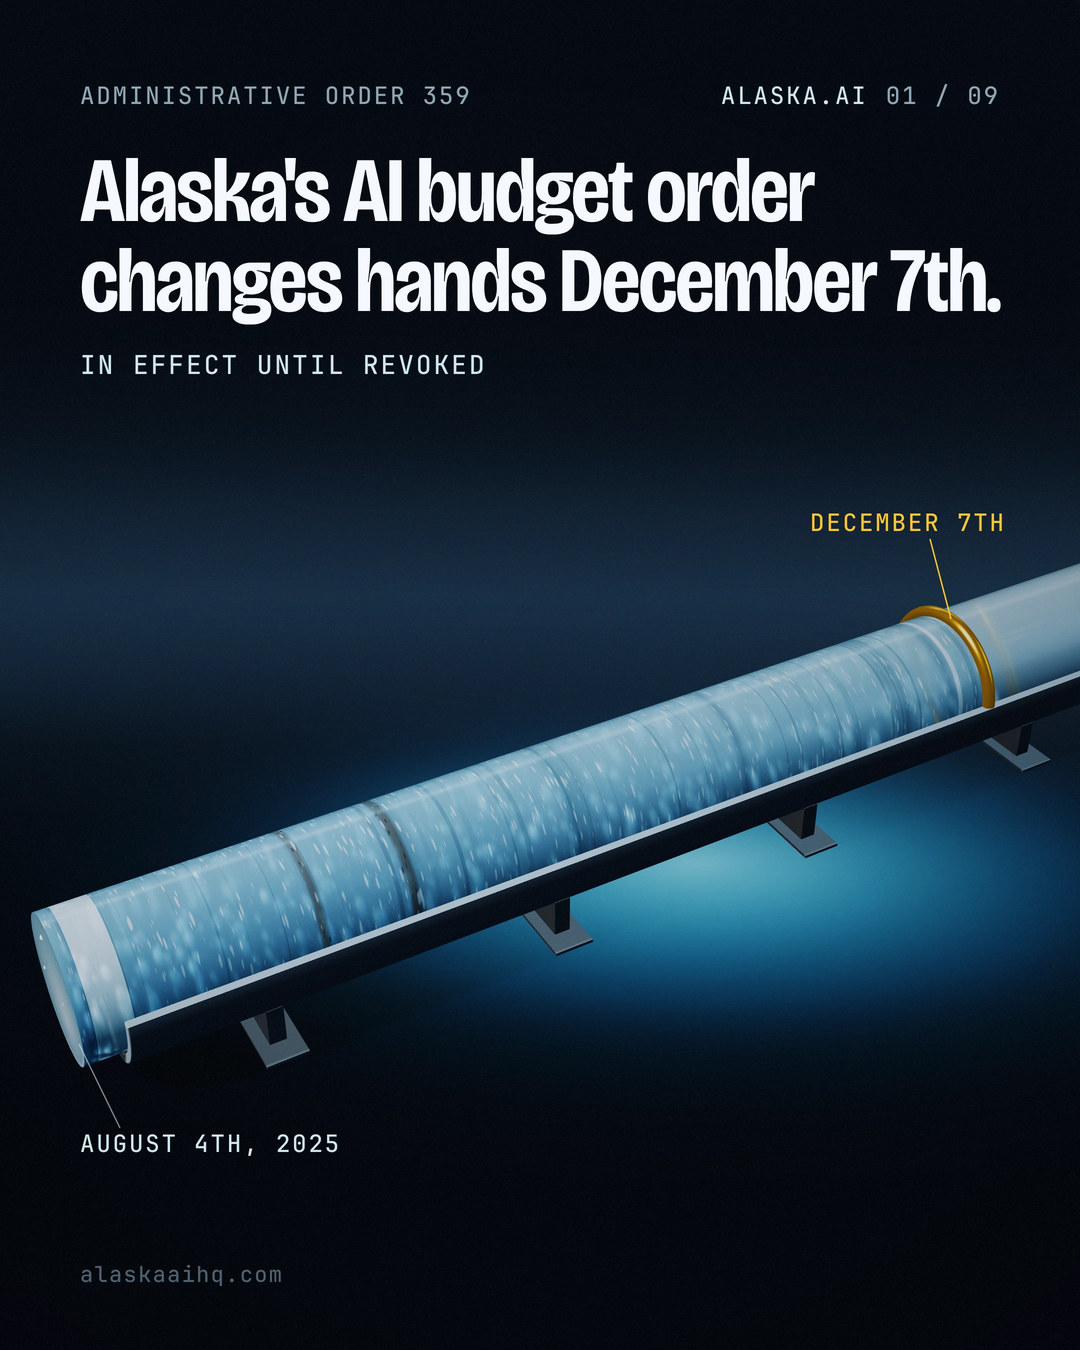 ADMINISTRATIVE ORDER 359
ALASKA.AI 01 / 09
Alaska's AI budget order
changes hands December 7th.
IN EFFECT UNTIL REVOKED
DECEMBER 7TH
AUGUST 4TH, 2025
alaskaaihq.com